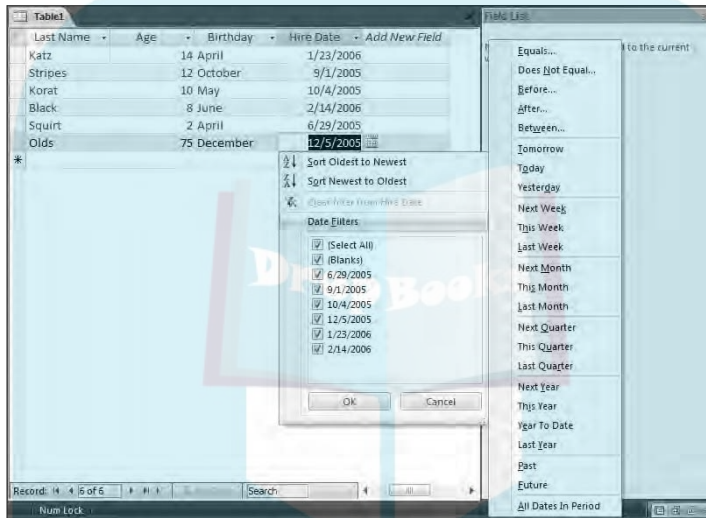 Table1
Last Name Age Birthday Hire Date Add New Field
Katz 14 April 1/23/2006
Stripes 12 October 9/1/2005
Korat 10 May 10/4/2005
Black 8 June 2/14/2006
Squirt 2 April 6/29/2005
Olds 75 December 12/5/2005
Sort Oldest to Newest
Sort Newest to Oldest
Clear filter from Hire Date
Date Filters
(Select All)
(Blanks)
6/29/2005
9/1/2005
10/4/2005
12/5/2005
1/23/2006
2/14/2006
OK Cancel
Record: 6 of 6 Search
Num Lock
Field List
to the current
Equals...
Does Not Equal...
Before...
After...
Between...
Tomorrow
Today
Yesterday
Next Week
This Week
Last Week
Next Month
This Month
Last Month
Next Quarter
This Quarter
Last Quarter
Next Year
This Year
Year To Date
Last Year
Past
Future
All Dates In Period